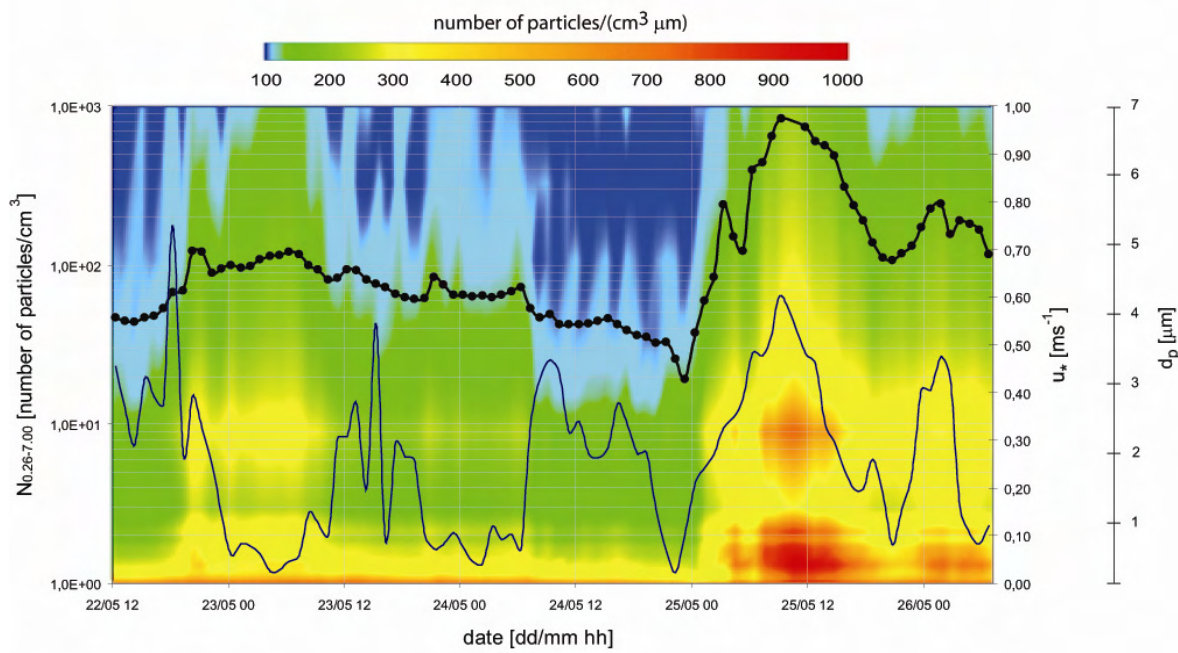 number of particles/(cm³ μm)
100 200 300 400 500 600 700 800 900 1000
1,0E+03
1,0E+02
1,0E+01
1,0E+00
N0.26-7.00 [number of particles/cm³]
1,00
0,90
0,80
0,70
0,60
0,50
0,40
0,30
0,20
0,10
0,00
u* [ms⁻¹]
7
6
5
4
3
2
1
dp [μm]
22/05 12 23/05 00 23/05 12 24/05 00 24/05 12 25/05 00 25/05 12 26/05 00
date [dd/mm hh]